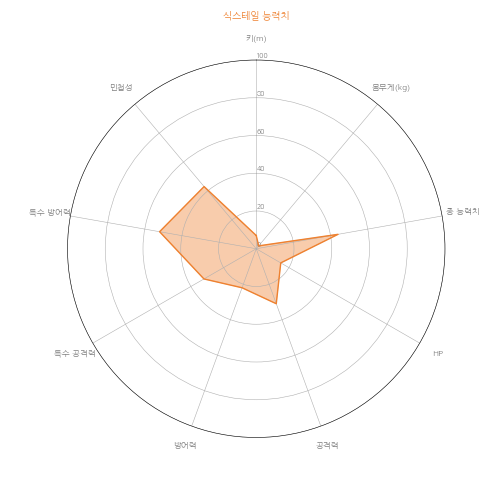 식스테일 능력치
키(m)
100
민첩성
몸무게(kg)
80
60
40
특수 방어력
총 능력치
20
0
특수 공격력
HP
방어력
공격력